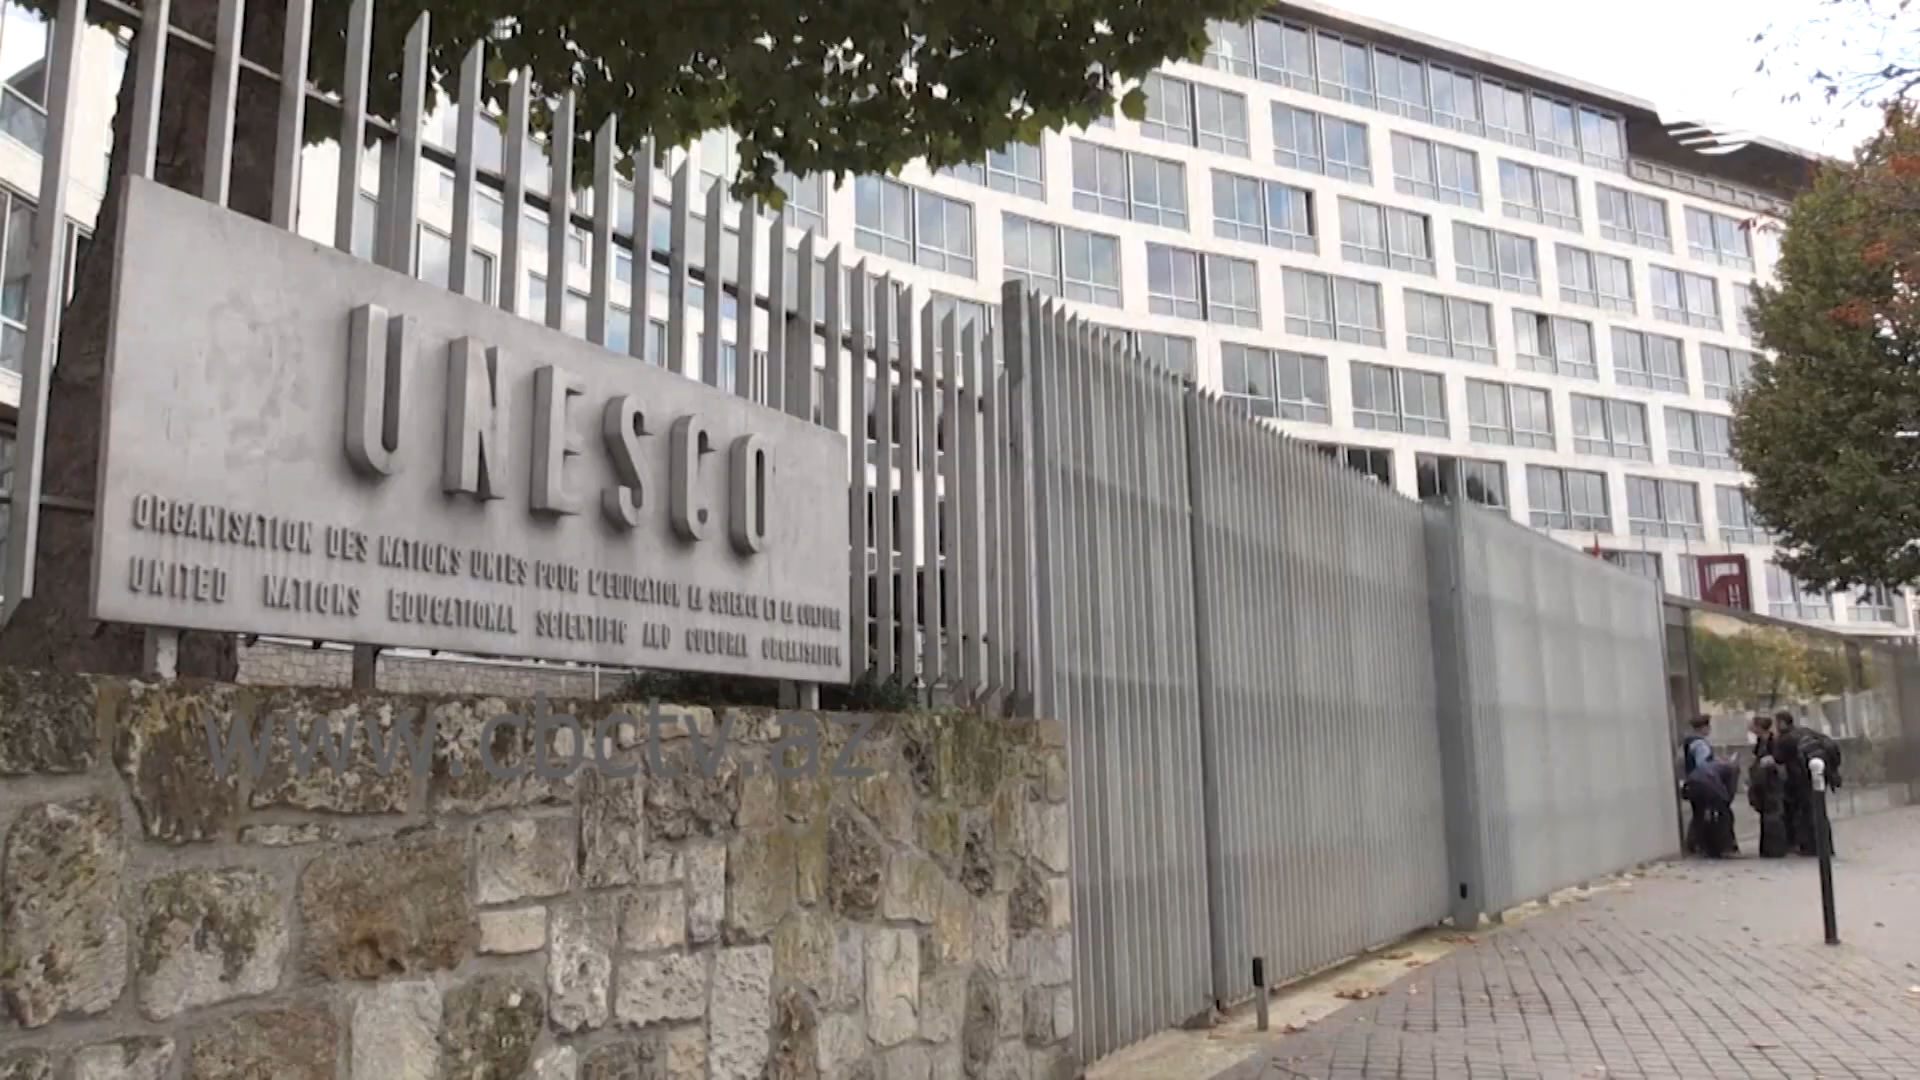 UNESCO
ORGANISATION DES NATIONS UNIES POUR L'EDUCATION LA SCIENCE ET LA CULTURE
UNITED NATIONS EDUCATIONAL SCIENTIFIC AND CULTURAL ORGANISATION
www.cbctv.az